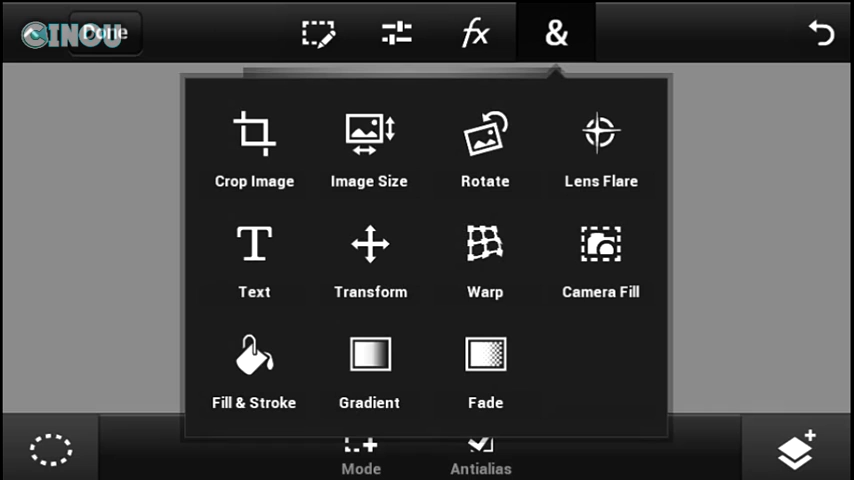 CINOU
Done
fx
&
Crop Image
Image Size
Rotate
Lens Flare
Text
Transform
Warp
Camera Fill
Fill & Stroke
Gradient
Fade
Mode
Antialias